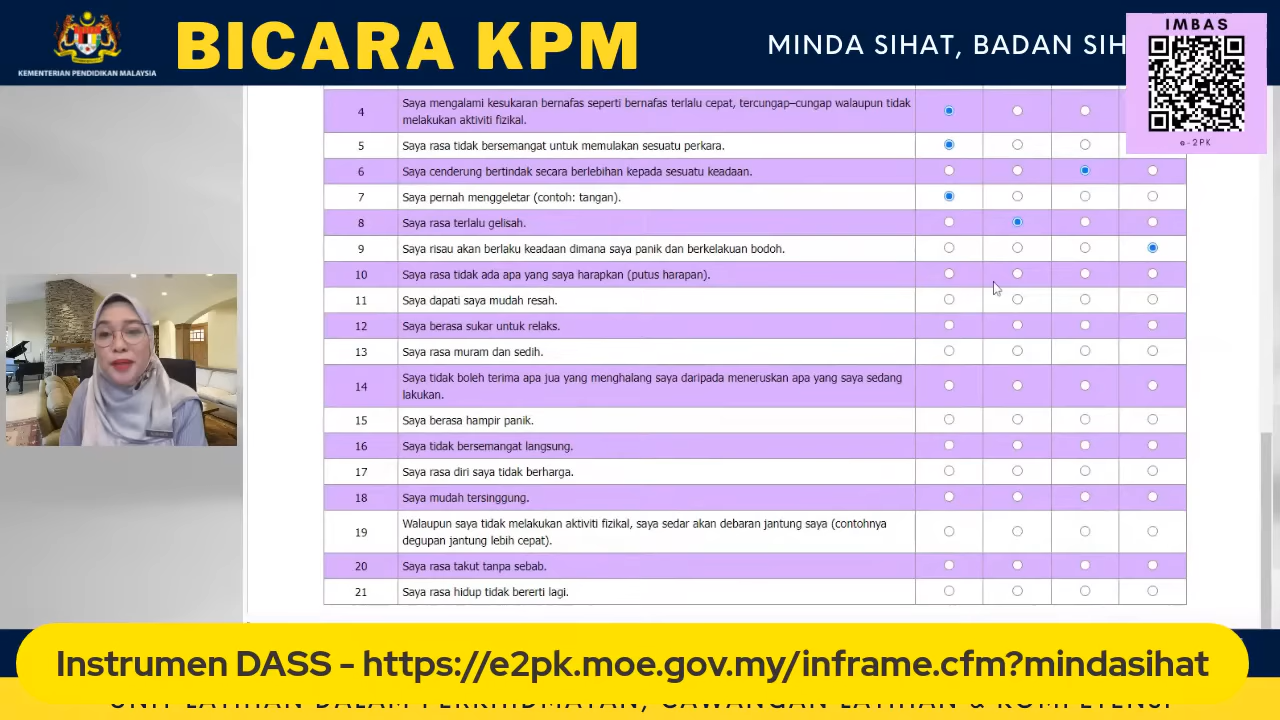 KEMENTERIAN PENDIDIKAN MALAYSIA
BICARA KPM
MINDA SIHAT, BADAN SIH
IMBAS
e-2PK
4 Saya mengalami kesukaran bernafas seperti bernafas terlalu cepat, tercungap–cungap walaupun tidak
melakukan aktiviti fizikal.
5 Saya rasa tidak bersemangat untuk memulakan sesuatu perkara.
6 Saya cenderung bertindak secara berlebihan kepada sesuatu keadaan.
7 Saya pernah menggeletar (contoh: tangan).
8 Saya rasa terlalu gelisah.
9 Saya risau akan berlaku keadaan dimana saya panik dan berkelakuan bodoh.
10 Saya rasa tidak ada apa yang saya harapkan (putus harapan).
11 Saya dapati saya mudah resah.
12 Saya berasa sukar untuk relaks.
13 Saya rasa muram dan sedih.
14 Saya tidak boleh terima apa jua yang menghalang saya daripada meneruskan apa yang saya sedang
lakukan.
15 Saya berasa hampir panik.
16 Saya tidak bersemangat langsung.
17 Saya rasa diri saya tidak berharga.
18 Saya mudah tersinggung.
19 Walaupun saya tidak melakukan aktiviti fizikal, saya sedar akan debaran jantung saya (contohnya
degupan jantung lebih cepat).
20 Saya rasa takut tanpa sebab.
21 Saya rasa hidup tidak bererti lagi.
Instrumen DASS - https://e2pk.moe.gov.my/inframe.cfm?mindasihat
UNIT LATIHAN DALAM PERKHIDMATAN, CAWANGAN LATIHAN & KOMPETENSI